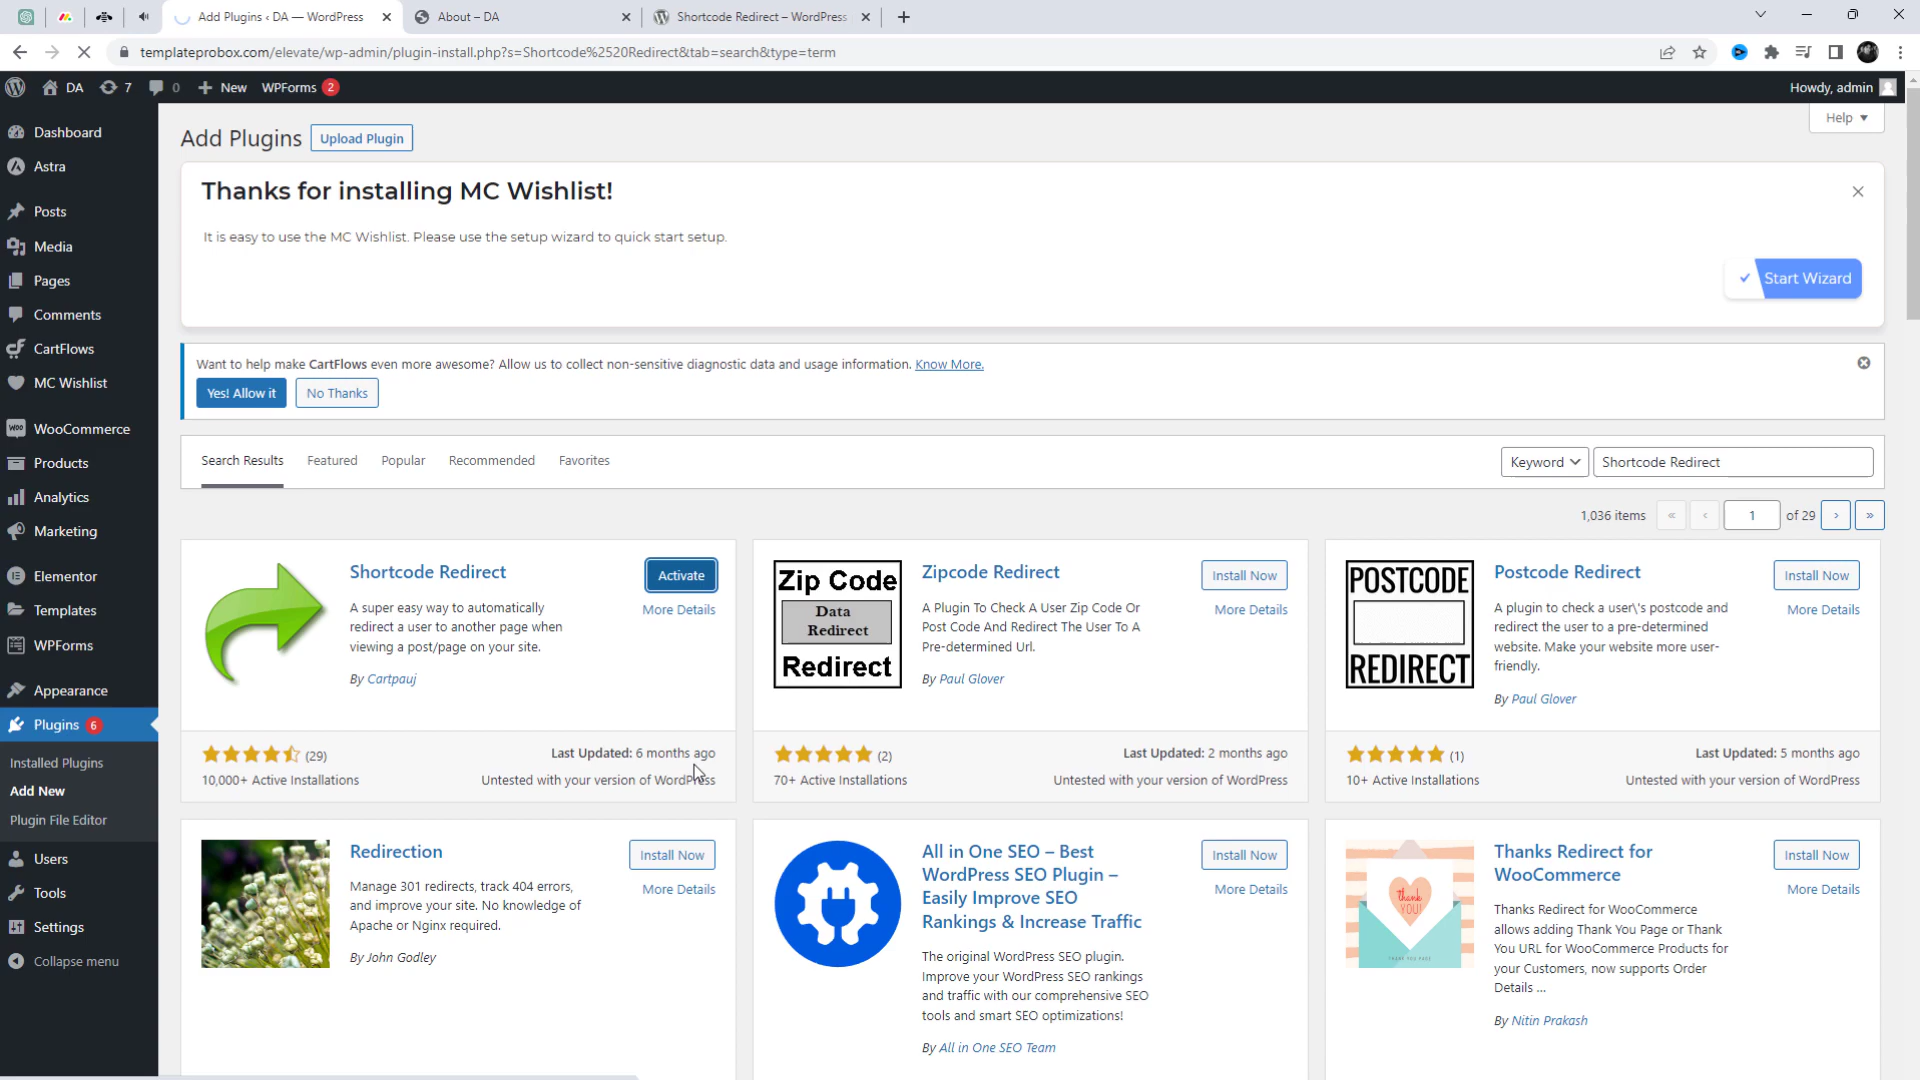 Add Plugins ‹ DA — WordPress
About – DA
Shortcode Redirect – WordPress
templateprobox.com/elevate/wp-admin/plugin-install.php?s=Shortcode%2520Redirect&tab=search&type=term
DA 7 0 New WPForms 2
Howdy, admin
Dashboard
Astra
Posts
Media
Pages
Comments
CartFlows
MC Wishlist
WooCommerce
Products
Analytics
Marketing
Elementor
Templates
WPForms
Appearance
Plugins 6
Installed Plugins
Add New
Plugin File Editor
Users
Tools
Settings
Collapse menu
Help
Add Plugins Upload Plugin
Thanks for installing MC Wishlist!
It is easy to use the MC Wishlist. Please use the setup wizard to quick start setup.
Start Wizard
Want to help make CartFlows even more awesome? Allow us to collect non-sensitive diagnostic data and usage information. Know More.
Yes! Allow it No Thanks
Search Results Featured Popular Recommended Favorites
Keyword Shortcode Redirect
1,036 items « ‹ 1 of 29 › »
Shortcode Redirect
Activate
More Details
A super easy way to automatically
redirect a user to another page when
viewing a post/page on your site.
By Cartpauj
(29)
10,000+ Active Installations
Last Updated: 6 months ago
Untested with your version of WordPress
Zip Code
Data
Redirect
Redirect
Zipcode Redirect
Install Now
More Details
A Plugin To Check A User Zip Code Or
Post Code And Redirect The User To A
Pre-determined Url.
By Paul Glover
(2)
70+ Active Installations
Last Updated: 2 months ago
Untested with your version of WordPress
POSTCODE
REDIRECT
Postcode Redirect
Install Now
More Details
A plugin to check a user\'s postcode and
redirect the user to a pre-determined
website. Make your website more user-
friendly.
By Paul Glover
(1)
10+ Active Installations
Last Updated: 5 months ago
Untested with your version of WordPress
Redirection
Install Now
More Details
Manage 301 redirects, track 404 errors,
and improve your site. No knowledge of
Apache or Nginx required.
By John Godley
All in One SEO – Best
WordPress SEO Plugin –
Easily Improve SEO
Rankings & Increase Traffic
Install Now
More Details
The original WordPress SEO plugin.
Improve your WordPress SEO rankings
and traffic with our comprehensive SEO
tools and smart SEO optimizations!
By All in One SEO Team
thank
YOU!
THANK YOU PAGE
Thanks Redirect for
WooCommerce
Install Now
More Details
Thanks Redirect for WooCommerce
allows adding Thank You Page or Thank
You URL for WooCommerce Products for
your Customers, now supports Order
Details ...
By Nitin Prakash